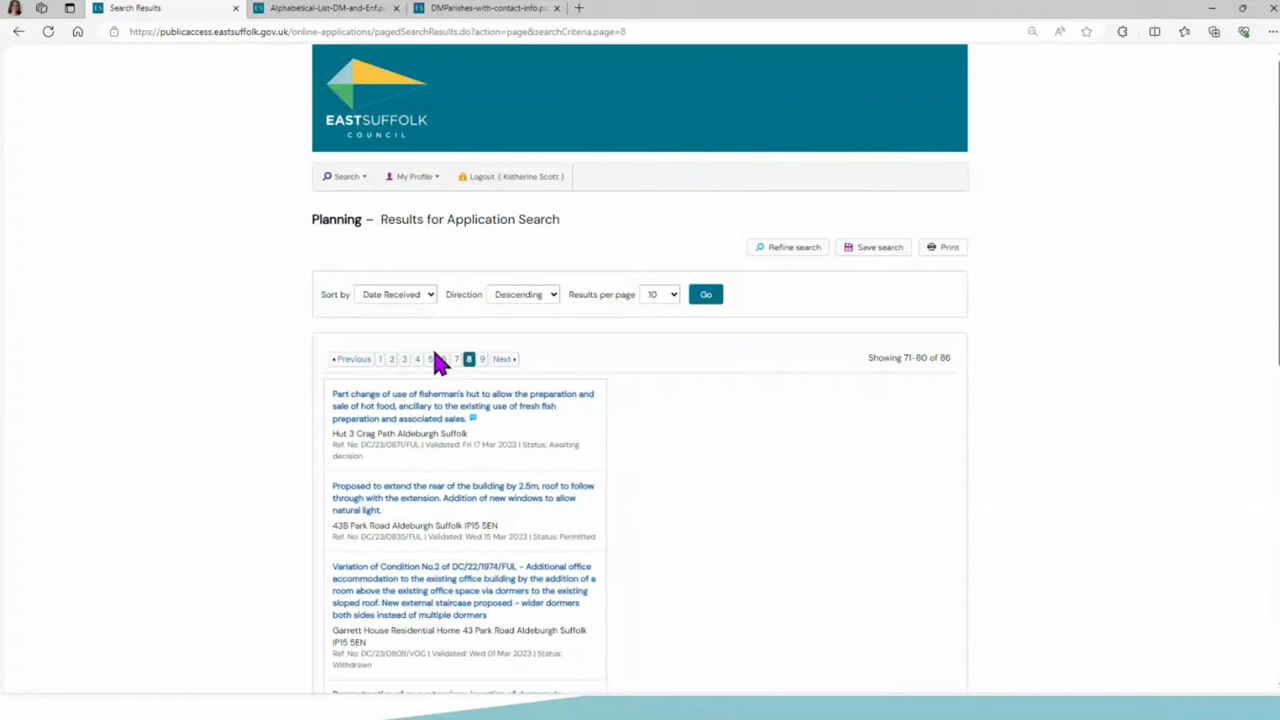 Search Results
Alphabetical-List-DM-and-Enf.p
DMParishes-with-contact-info.p
https://publicaccess.eastsuffolk.gov.uk/online-applications/pagedSearchResults.do?action=page&searchCriteria.page=8
EASTSUFFOLK
COUNCIL
Search
My Profile
Logout ( Katherine Scott )
Planning – Results for Application Search
Refine search
Save search
Print
Sort by Date Received Direction Descending Results per page 10 Go
Previous 1 2 3 4 5 7 8 9 Next
Showing 71-80 of 86
Part change of use of fisherman's hut to allow the preparation and
sale of hot food, ancillary to the existing use of fresh fish
preparation and associated sales.
Hut 3 Crag Path Aldeburgh Suffolk
Ref. No: DC/23/0871/FUL | Validated: Fri 17 Mar 2023 | Status: Awaiting
decision
Proposed to extend the rear of the building by 2.5m, roof to follow
through with the extension. Addition of new windows to allow
natural light.
43B Park Road Aldeburgh Suffolk IP15 5EN
Ref. No: DC/23/0835/FUL | Validated: Wed 15 Mar 2023 | Status: Permitted
Variation of Condition No.2 of DC/22/1974/FUL - Additional office
accommodation to the existing office building by the addition of a
room above the existing office space via dormers to the existing
sloped roof. New external staircase proposed - wider dormers
both sides instead of multiple dormers
Garrett House Residential Home 43 Park Road Aldeburgh Suffolk
IP15 5EN
Ref. No: DC/23/0808/VOC | Validated: Wed 01 Mar 2023 | Status:
Withdrawn